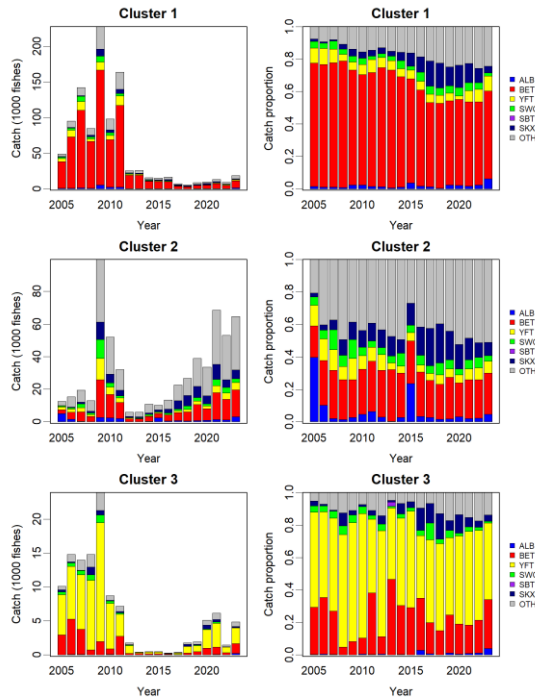 Cluster 1
Catch (1000 fishes)
0 50 100 150 200
2005 2010 2015 2020
Year
Cluster 1
Catch proportion
0.0 0.2 0.4 0.6 0.8 1.0
2005 2010 2015 2020
Year
ALB
BET
YFT
SWO
SBT
SKX
OTH
Cluster 2
Catch (1000 fishes)
0 20 40 60 80
2005 2010 2015 2020
Year
Cluster 2
Catch proportion
0.0 0.2 0.4 0.6 0.8 1.0
2005 2010 2015 2020
Year
ALB
BET
YFT
SWO
SBT
SKX
OTH
Cluster 3
Catch (1000 fishes)
0 5 10 15 20
2005 2010 2015 2020
Year
Cluster 3
Catch proportion
0.0 0.2 0.4 0.6 0.8 1.0
2005 2010 2015 2020
Year
ALB
BET
YFT
SWO
SBT
SKX
OTH